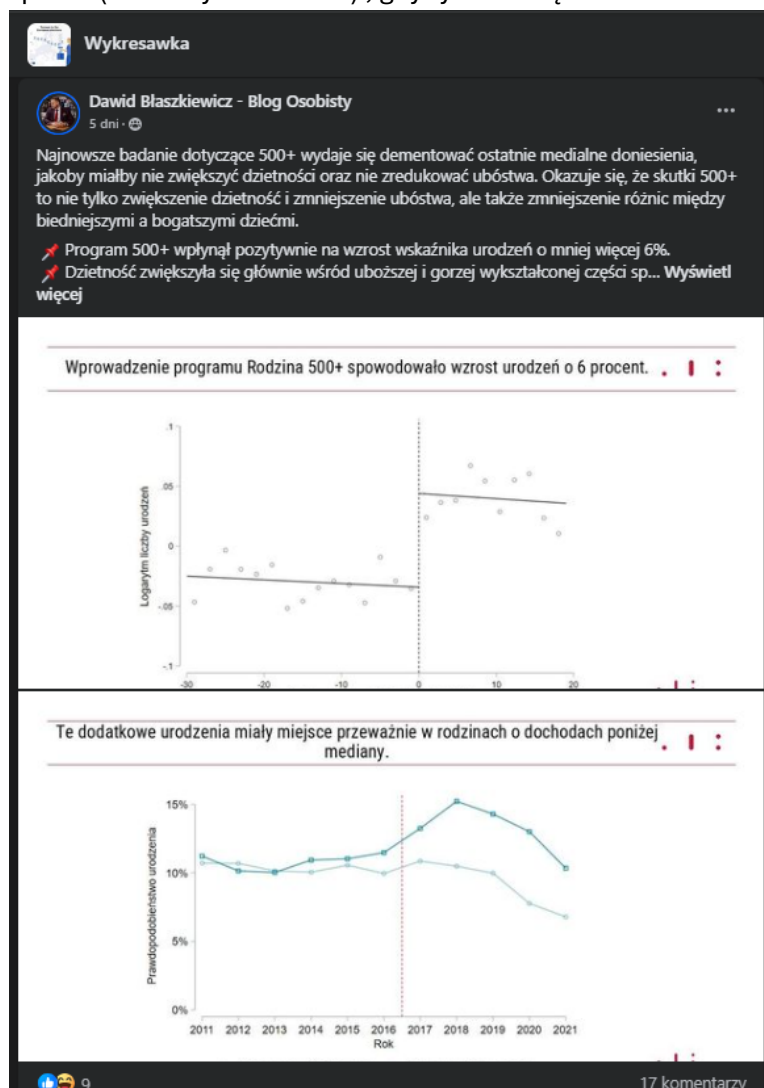 Wykresawka
Dawid Błaszkiewicz - Blog Osobisty
5 dni ·
Najnowsze badanie dotyczące 500+ wydaje się dementować ostatnie medialne doniesienia,
jakoby miałby nie zwiększyć dzietności oraz nie zredukować ubóstwa. Okazuje się, że skutki 500+
to nie tylko zwiększenie dzietność i zmniejszenie ubóstwa, ale także zmniejszenie różnic między
biedniejszymi a bogatszymi dziećmi.
📌 Program 500+ wpłynął pozytywnie na wzrost wskaźnika urodzeń o mniej więcej 6%.
📌 Dzietność zwiększyła się głównie wśród uboższej i gorzej wykształconej części sp... Wyświetl
więcej
Wprowadzenie programu Rodzina 500+ spowodowało wzrost urodzeń o 6 procent.
Logarytm liczby urodzeń
.1
.05
0
-.05
-.1
-30 -20 -10 0 10 20
Te dodatkowe urodzenia miały miejsce przeważnie w rodzinach o dochodach poniżej
mediany.
Prawdopodobieństwo urodzenia
15%
10%
5%
0%
2011 2012 2013 2014 2015 2016 2017 2018 2019 2020 2021
Rok
9
17 komentarzy